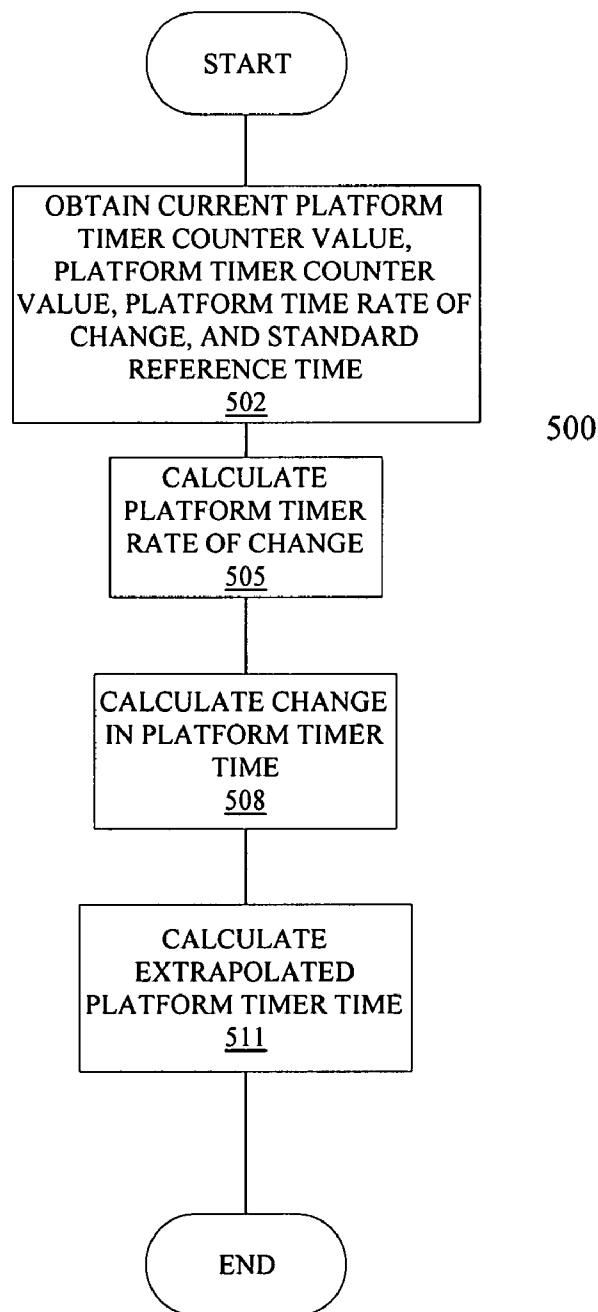 START
OBTAIN CURRENT PLATFORM
TIMER COUNTER VALUE,
PLATFORM TIMER COUNTER
VALUE, PLATFORM TIME RATE OF
CHANGE, AND STANDARD
REFERENCE TIME
502
500
CALCULATE
PLATFORM TIMER
RATE OF CHANGE
505
CALCULATE CHANGE
IN PLATFORM TIMER
TIME
508
CALCULATE
EXTRAPOLATED
PLATFORM TIMER TIME
511
END